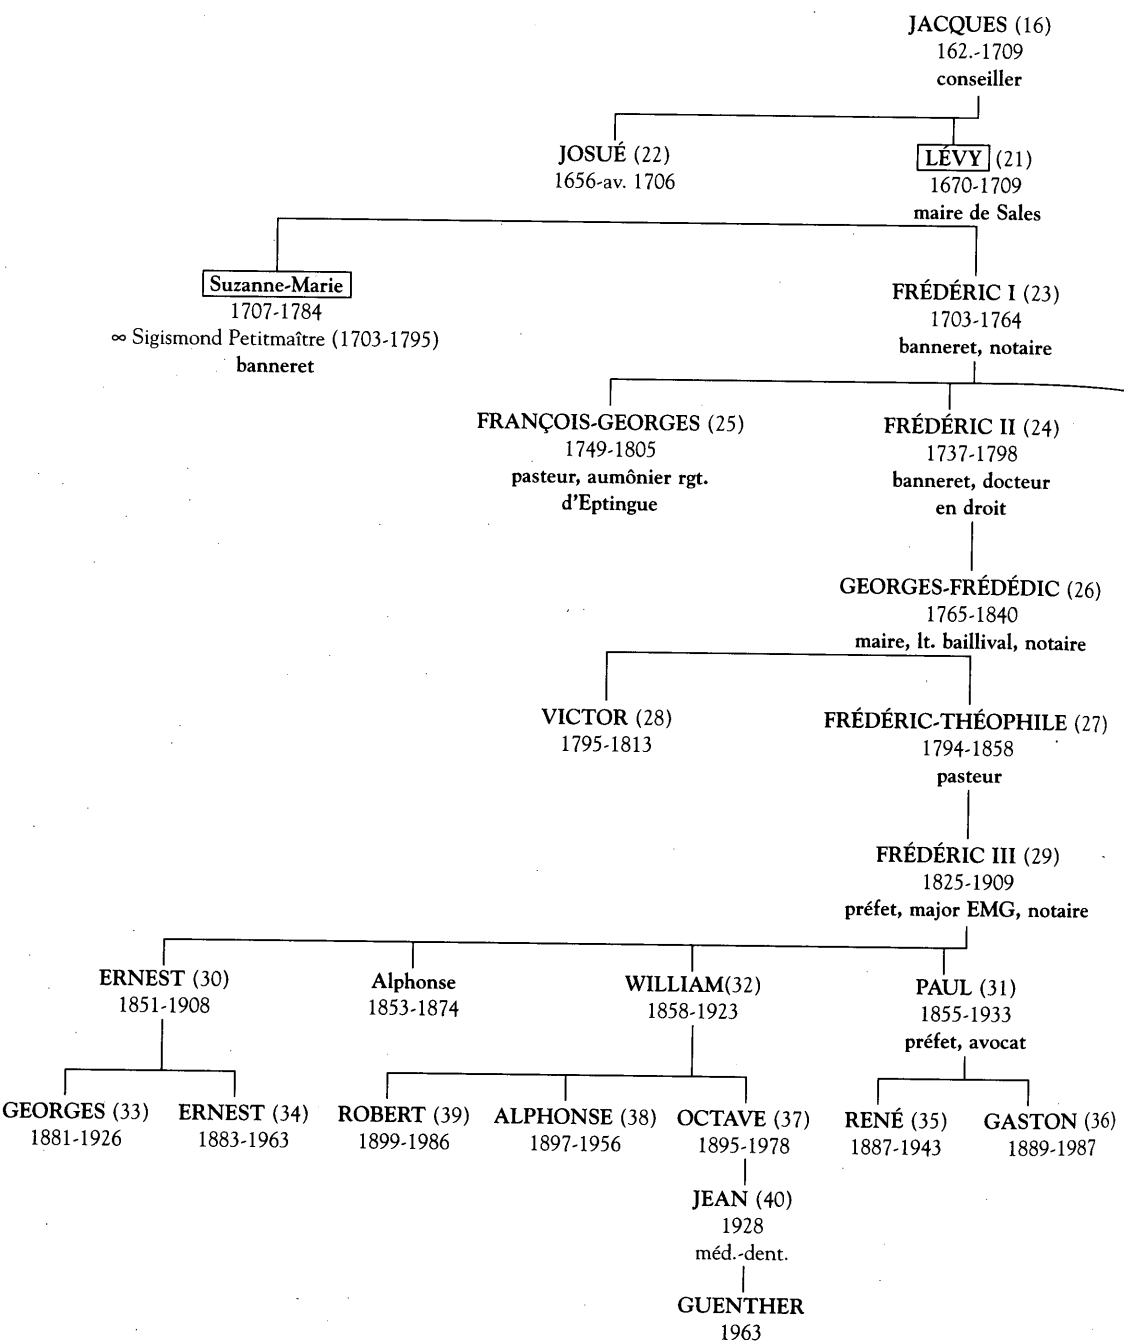 JACQUES (16)
162.-1709
conseiller
JOSUÉ (22)
1656-av. 1706
LÉVY (21)
1670-1709
maire de Sales
Suzanne-Marie
1707-1784
∞ Sigismond Petitmaître (1703-1795)
banneret
FRÉDÉRIC I (23)
1703-1764
banneret, notaire
FRANÇOIS-GEORGES (25)
1749-1805
pasteur, aumônier rgt.
d'Eptingue
FRÉDÉRIC II (24)
1737-1798
banneret, docteur
en droit
GEORGES-FRÉDÉDIC (26)
1765-1840
maire, lt. baillival, notaire
VICTOR (28)
1795-1813
FRÉDÉRIC-THÉOPHILE (27)
1794-1858
pasteur
FRÉDÉRIC III (29)
1825-1909
préfet, major EMG, notaire
ERNEST (30)
1851-1908
Alphonse
1853-1874
WILLIAM(32)
1858-1923
PAUL (31)
1855-1933
préfet, avocat
GEORGES (33)
1881-1926
ERNEST (34)
1883-1963
ROBERT (39)
1899-1986
ALPHONSE (38)
1897-1956
OCTAVE (37)
1895-1978
RENÉ (35)
1887-1943
GASTON (36)
1889-1987
JEAN (40)
1928
méd.-dent.
GUENTHER
1963